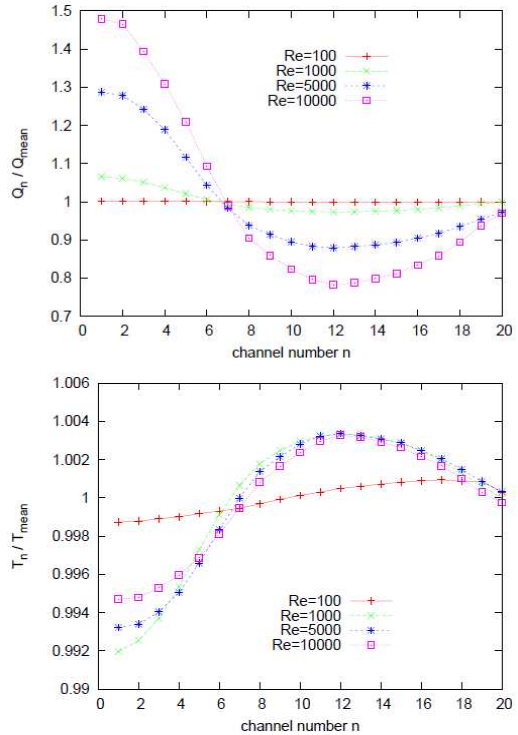 1.5
1.4
1.3
1.2
1.1
1
0.9
0.8
0.7
Qn / Qmean
Re=100
Re=1000
Re=5000
Re=10000
0 2 4 6 8 10 12 14 16 18 20
channel number n
1.006
1.004
1.002
1
0.998
0.996
0.994
0.992
0.99
Tn / Tmean
Re=100
Re=1000
Re=5000
Re=10000
0 2 4 6 8 10 12 14 16 18 20
channel number n